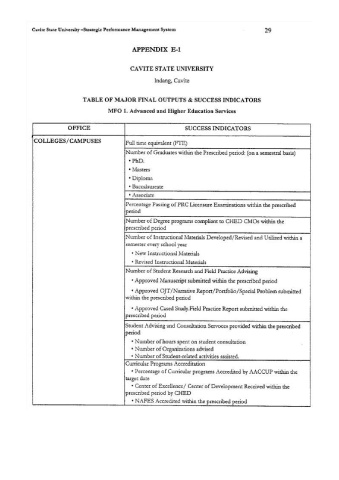 Cavite State University –Strategic Performance Management System 29
APPENDIX E-1
CAVITE STATE UNIVERSITY
Indang, Cavite
TABLE OF MAJOR FINAL OUTPUTS & SUCCESS INDICATORS
MFO 1. Advanced and Higher Education Services
OFFICE SUCCESS INDICATORS
COLLEGES/CAMPUSES Full time equivalent (FTE)
Number of Graduates within the Prescribed period: (on a semestral basis)
• PhD.
• Masters
• Diploma
• Baccalaureate
• Associate
Percentage Passing of PRC Licensure Examinations within the prescribed
period
Number of Degree programs compliant to CHED CMOs within the
prescribed period
Number of Instructional Materials Developed/Revised and Utilized within a
semester every school year
• New Instructional Materials
• Revised Instructional Materials
Number of Student Research and Field Practice Advising
• Approved Manuscript submitted within the prescribed period
• Approved OJT/Narrative Report/Portfolio/Special Problem submitted
within the prescribed period
• Approved Cased Study,Field Practice Report submitted within the
prescribed period
Student Advising and Consultation Services provided within the prescribed
period
• Number of hours spent on student consultation
• Number of Organizations advised
• Number of Student-related activities assisted.
Curricular Programs Accreditation
• Percentage of Curricular programs Accredited by AACCUP within the
target date
• Center of Excellence/ Center of Development Received within the
prescribed period by CHED
• NAFES Accredited within the prescribed period